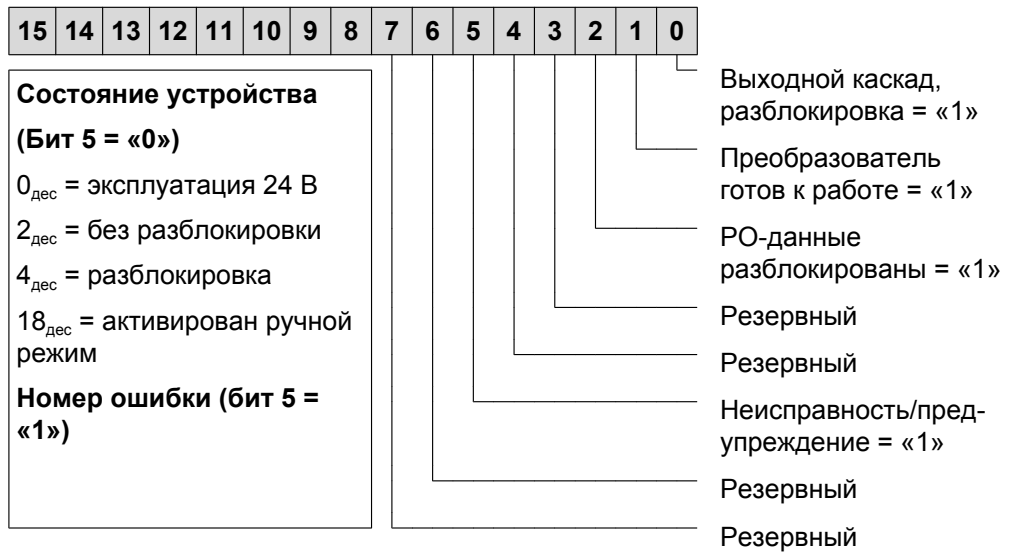 15 14 13 12 11 10 9 8 7 6 5 4 3 2 1 0
Состояние устройства
(Бит 5 = «0»)
0дес = эксплуатация 24 В
2дес = без разблокировки
4дес = разблокировка
18дес = активирован ручной
режим
Номер ошибки (бит 5 =
«1»)
Выходной каскад,
разблокировка = «1»
Преобразователь
готов к работе = «1»
PO-данные
разблокированы = «1»
Резервный
Резервный
Неисправность/пред-
упреждение = «1»
Резервный
Резервный